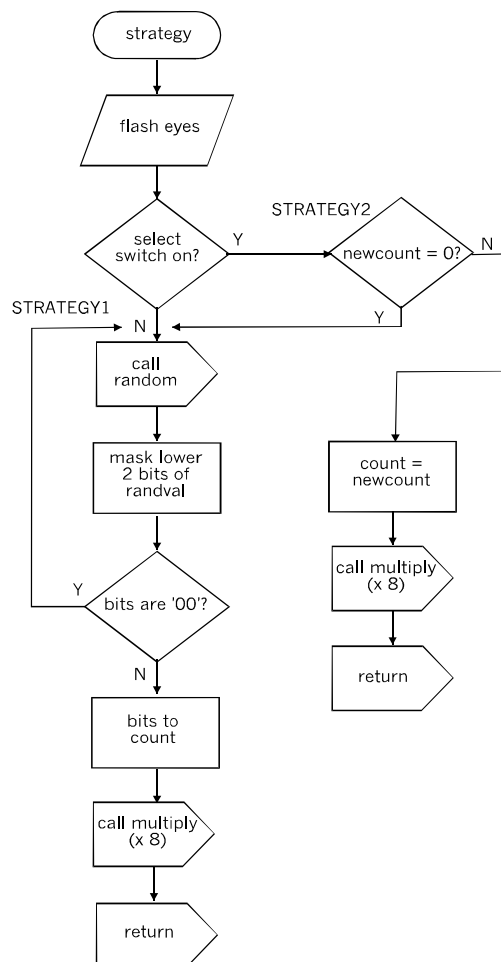 strategy
flash eyes
STRATEGY2
select
switch on?
Y
newcount = 0?
N
STRATEGY1
N
Y
call
random
mask lower
2 bits of
randval
count =
newcount
Y
bits are '00'?
call multiply
(x 8)
N
return
bits to
count
call multiply
(x 8)
return